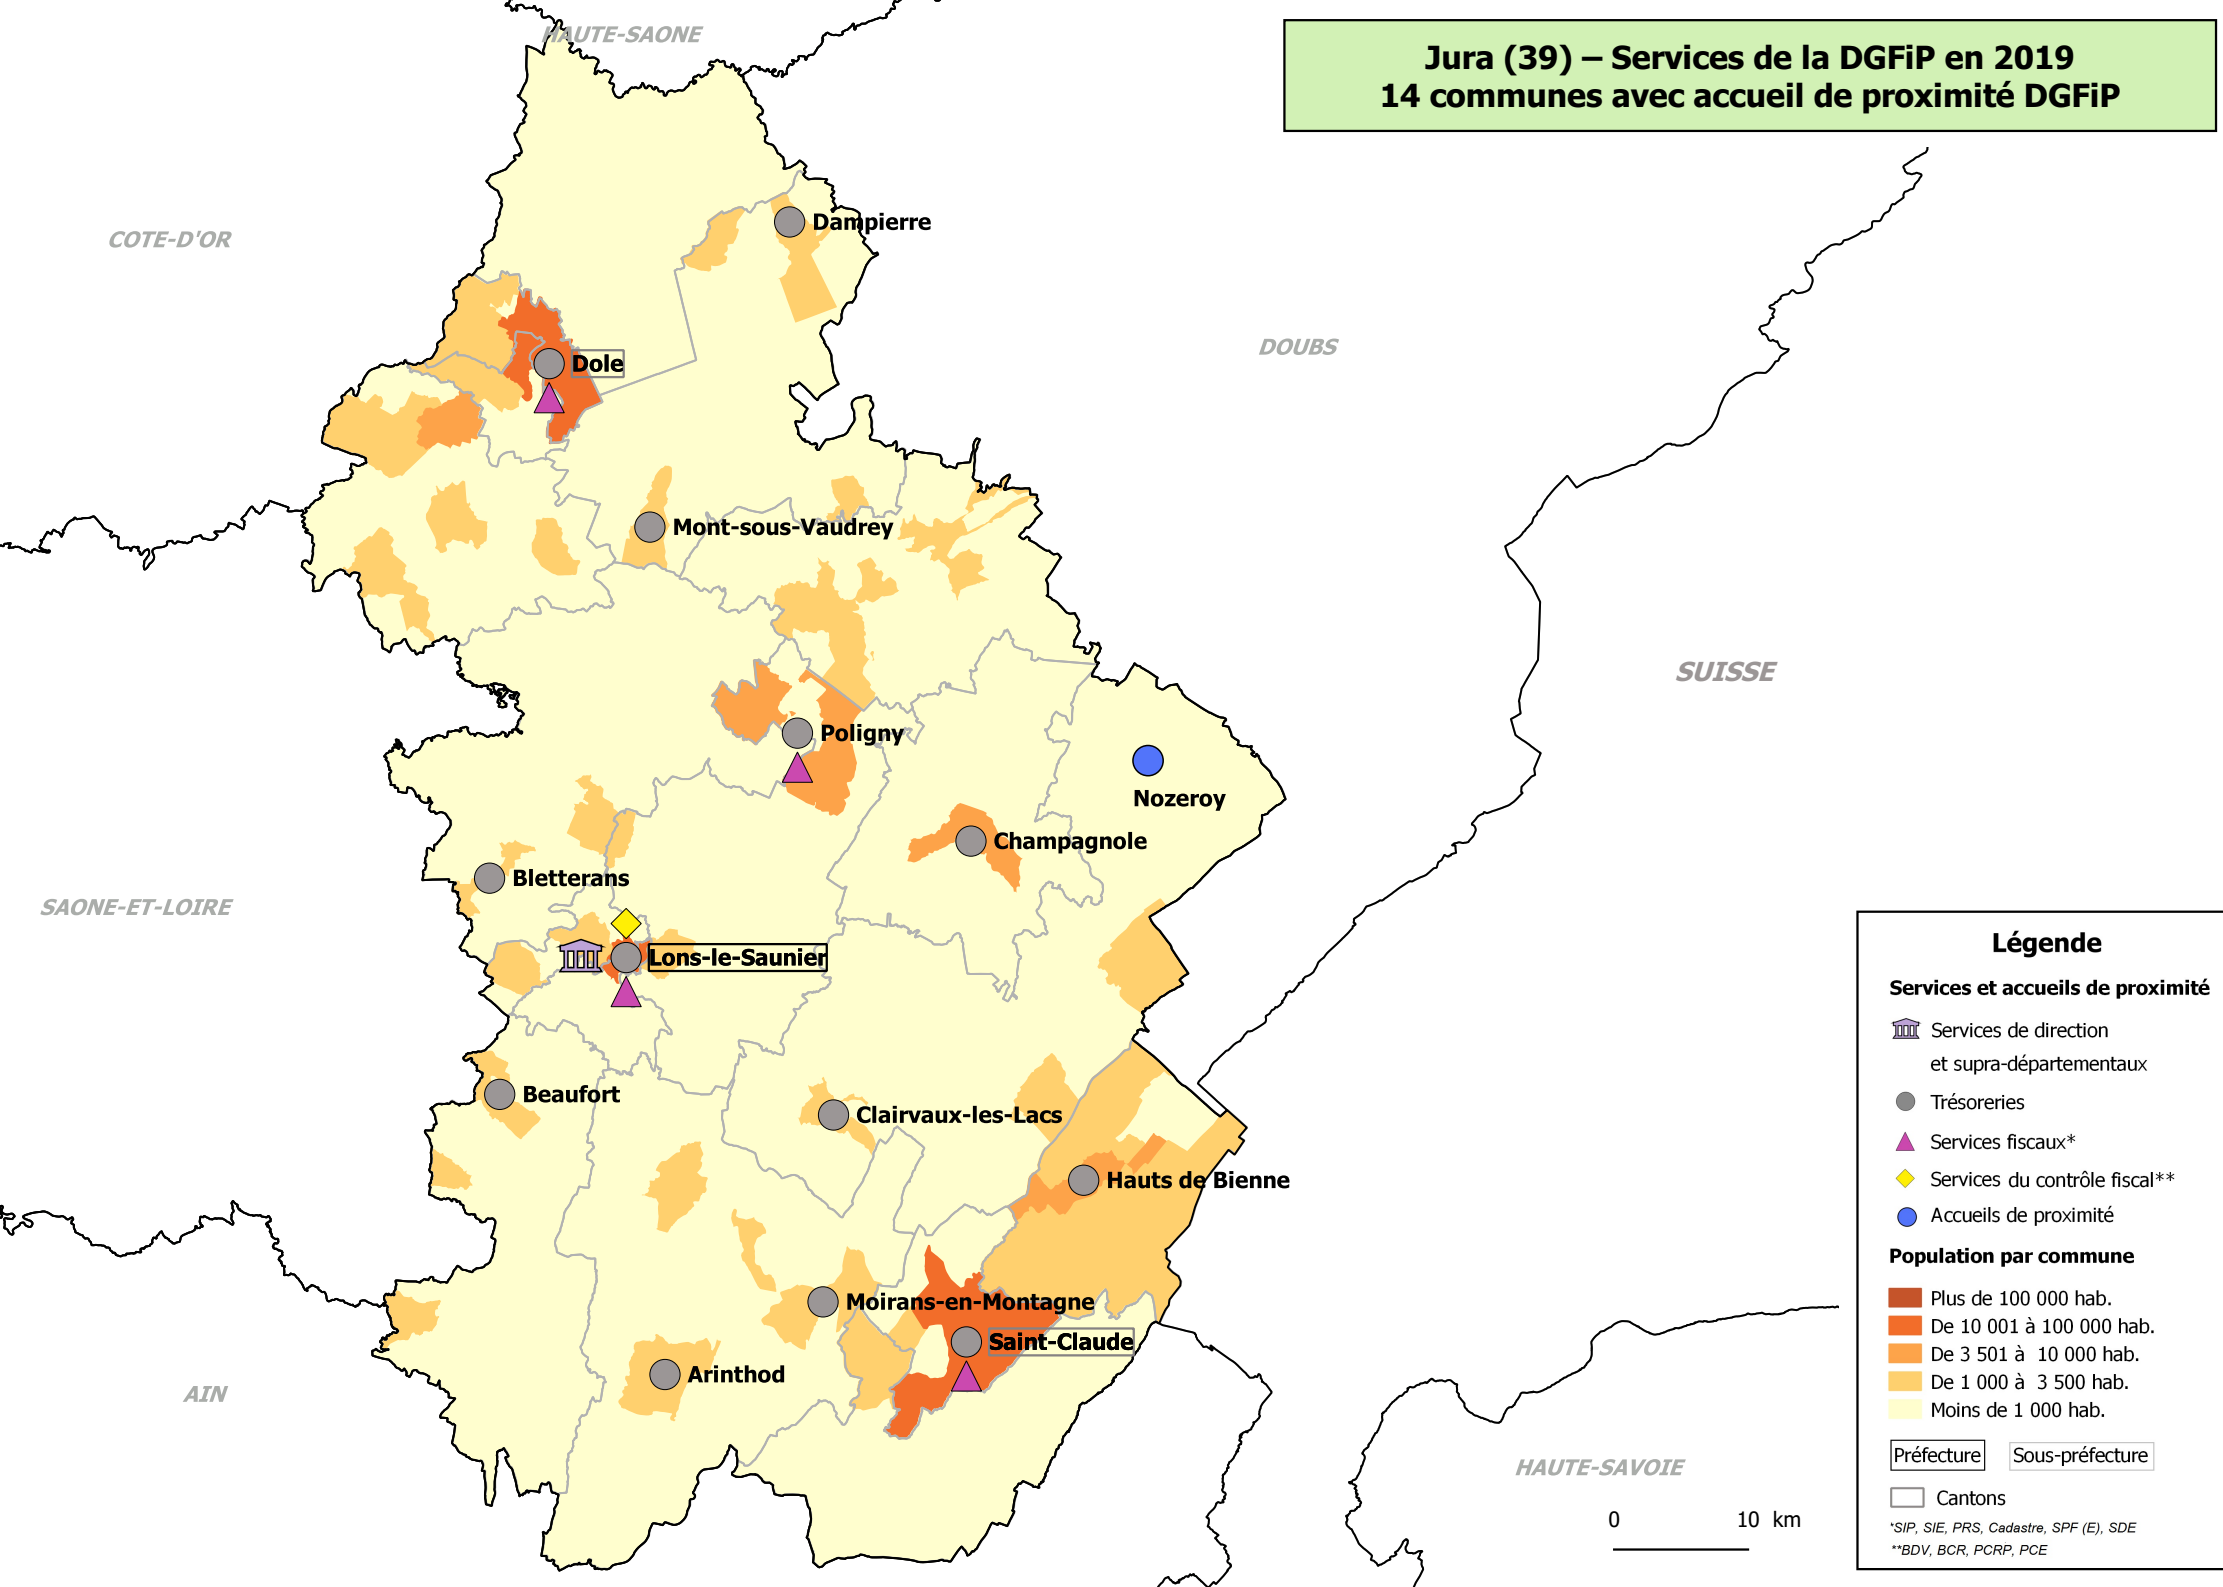 HAUTE-SAONE
Jura (39) – Services de la DGFiP en 2019
14 communes avec accueil de proximité DGFiP
COTE-D'OR
Dampierre
DOUBS
Dole
Mont-sous-Vaudrey
SUISSE
Poligny
Nozeroy
Champagnole
Bletterans
SAONE-ET-LOIRE
Lons-le-Saunier
Beaufort
Clairvaux-les-Lacs
Hauts de Bienne
Moirans-en-Montagne
Saint-Claude
Arinthod
AIN
HAUTE-SAVOIE
0 10 km
Légende
Services et accueils de proximité
Services de direction
et supra-départementaux
Trésoreries
Services fiscaux*
Services du contrôle fiscal**
Accueils de proximité
Population par commune
Plus de 100 000 hab.
De 10 001 à 100 000 hab.
De 3 501 à 10 000 hab.
De 1 000 à 3 500 hab.
Moins de 1 000 hab.
Préfecture Sous-préfecture
Cantons
*SIP, SIE, PRS, Cadastre, SPF (E), SDE
**BDV, BCR, PCRP, PCE